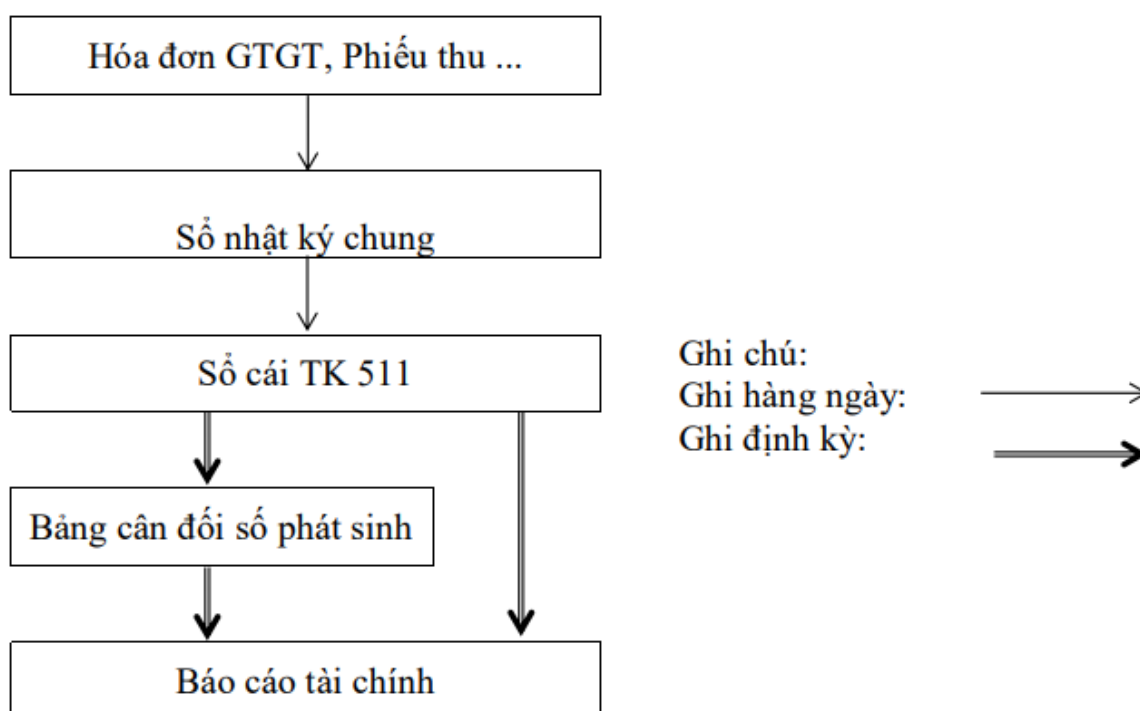 Hóa đơn GTGT, Phiếu thu ...
Sổ nhật ký chung
Sổ cái TK 511
Ghi chú:
Ghi hàng ngày:
Ghi định kỳ:
Bảng cân đối số phát sinh
Báo cáo tài chính